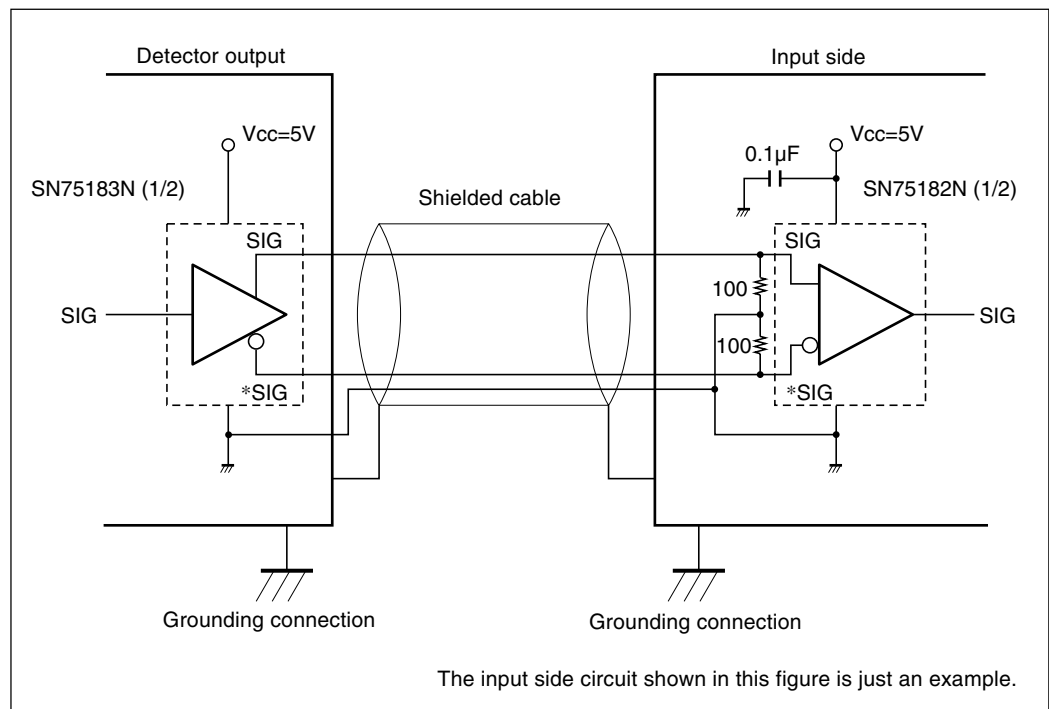 Detector output
Input side
Vcc=5V
Vcc=5V
0.1µF
SN75183N (1/2)
SN75182N (1/2)
Shielded cable
SIG
SIG
100
SIG
SIG
100
*SIG
*SIG
Grounding connection
Grounding connection
The input side circuit shown in this figure is just an example.